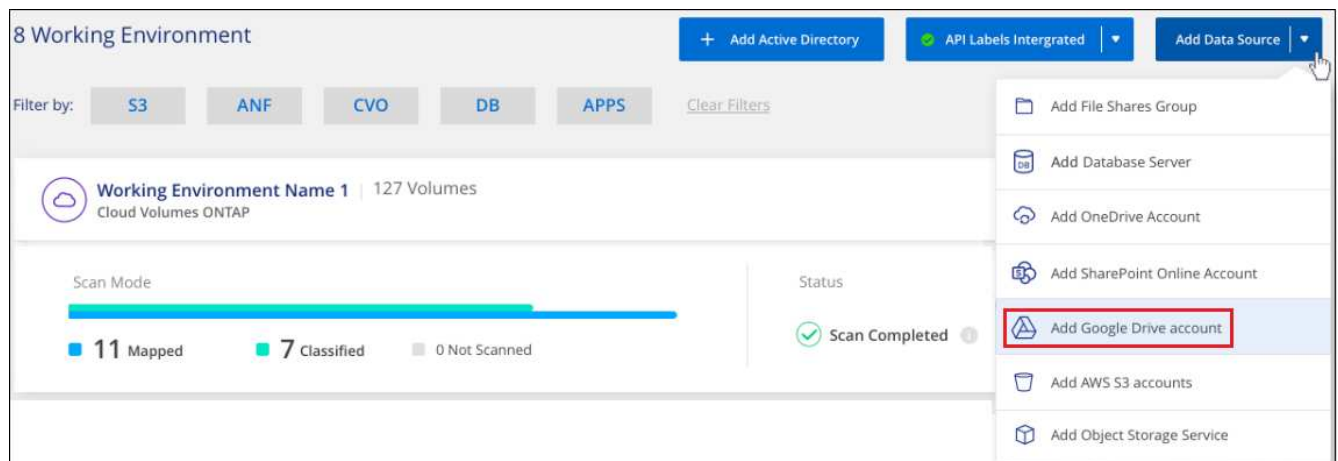 8 Working Environment
+ Add Active Directory
API Labels Intergrated
Add Data Source
Filter by: S3 ANF CVO DB APPS Clear Filters
Working Environment Name 1 | 127 Volumes
Cloud Volumes ONTAP
Scan Mode
11 Mapped 7 Classified 0 Not Scanned
Status
Scan Completed
Add File Shares Group
DB Add Database Server
Add OneDrive Account
S Add SharePoint Online Account
Add Google Drive account
Add AWS S3 accounts
Add Object Storage Service